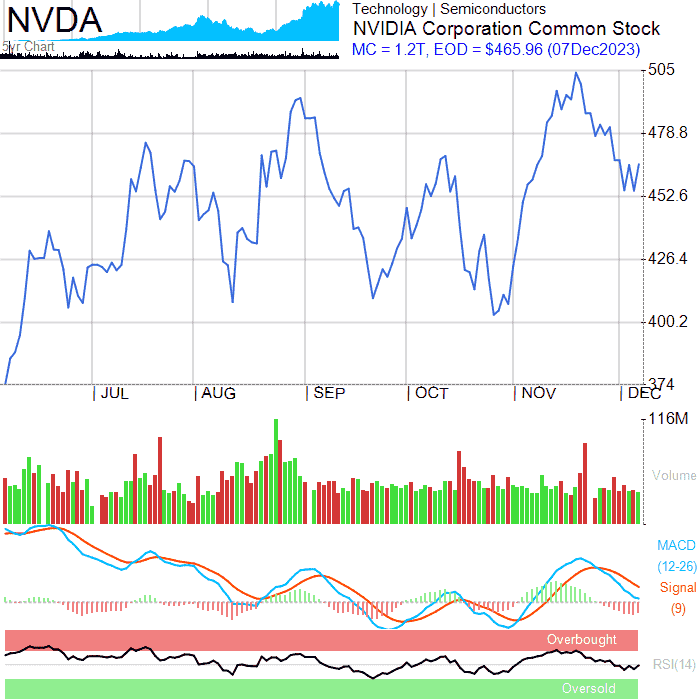 NVDA
5yr Chart
Technology | Semiconductors
NVIDIA Corporation Common Stock
MC = 1.2T, EOD = $465.96 (07Dec2023)
505
478.8
452.6
426.4
400.2
374
JUL AUG SEP OCT NOV DEC
116M
Volume
MACD
(12-26)
Signal
(9)
Overbought
RSI(14)
Oversold